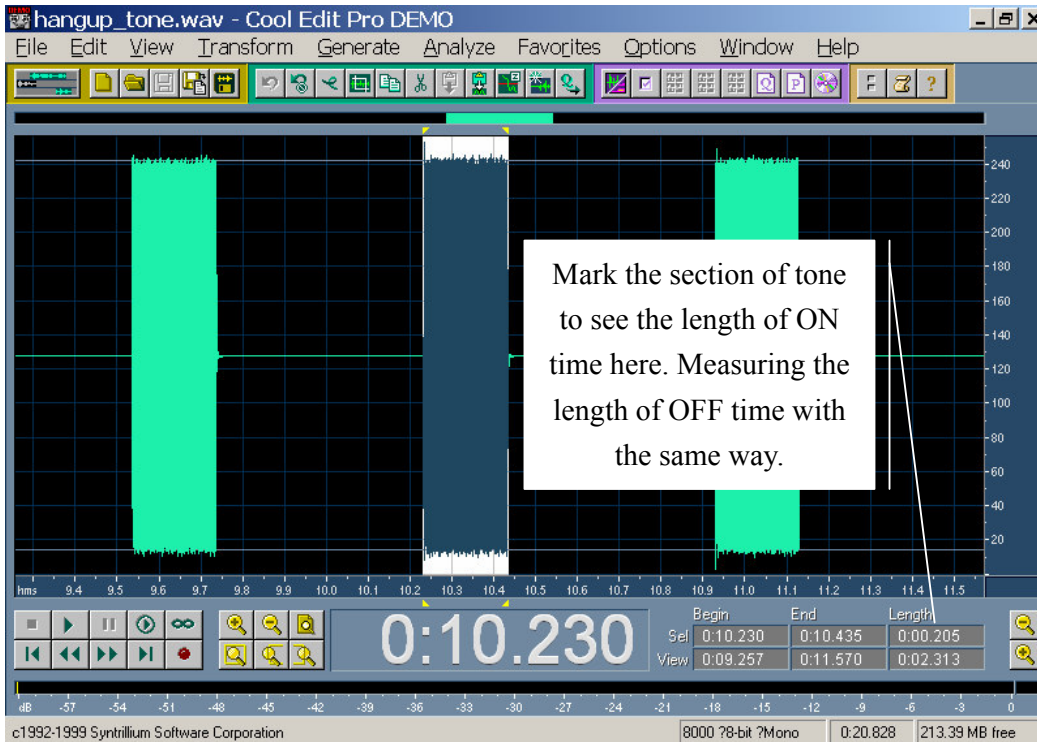 hangup_tone.wav - Cool Edit Pro DEMO
File Edit View Transform Generate Analyze Favorites Options Window Help
F ?
Q P
240
220
200
180
160
140
120
100
80
60
40
20
Mark the section of tone
to see the length of ON
time here. Measuring the
length of OFF time with
the same way.
hms 9.4 9.5 9.6 9.7 9.8 9.9 10.0 10.1 10.2 10.3 10.4 10.5 10.6 10.7 10.8 10.9 11.0 11.1 11.2 11.3 11.4 11.5
0:10.230
Begin End Length
Sel 0:10.230 0:10.435 0:00.205
View 0:09.257 0:11.570 0:02.313
dB -57 -54 -51 -48 -45 -42 -39 -36 -33 -30 -27 -24 -21 -18 -15 -12 -9 -6 -3 0
c1992-1999 Syntrillium Software Corporation 8000 ?8-bit ?Mono 0:20.828 213.39 MB free